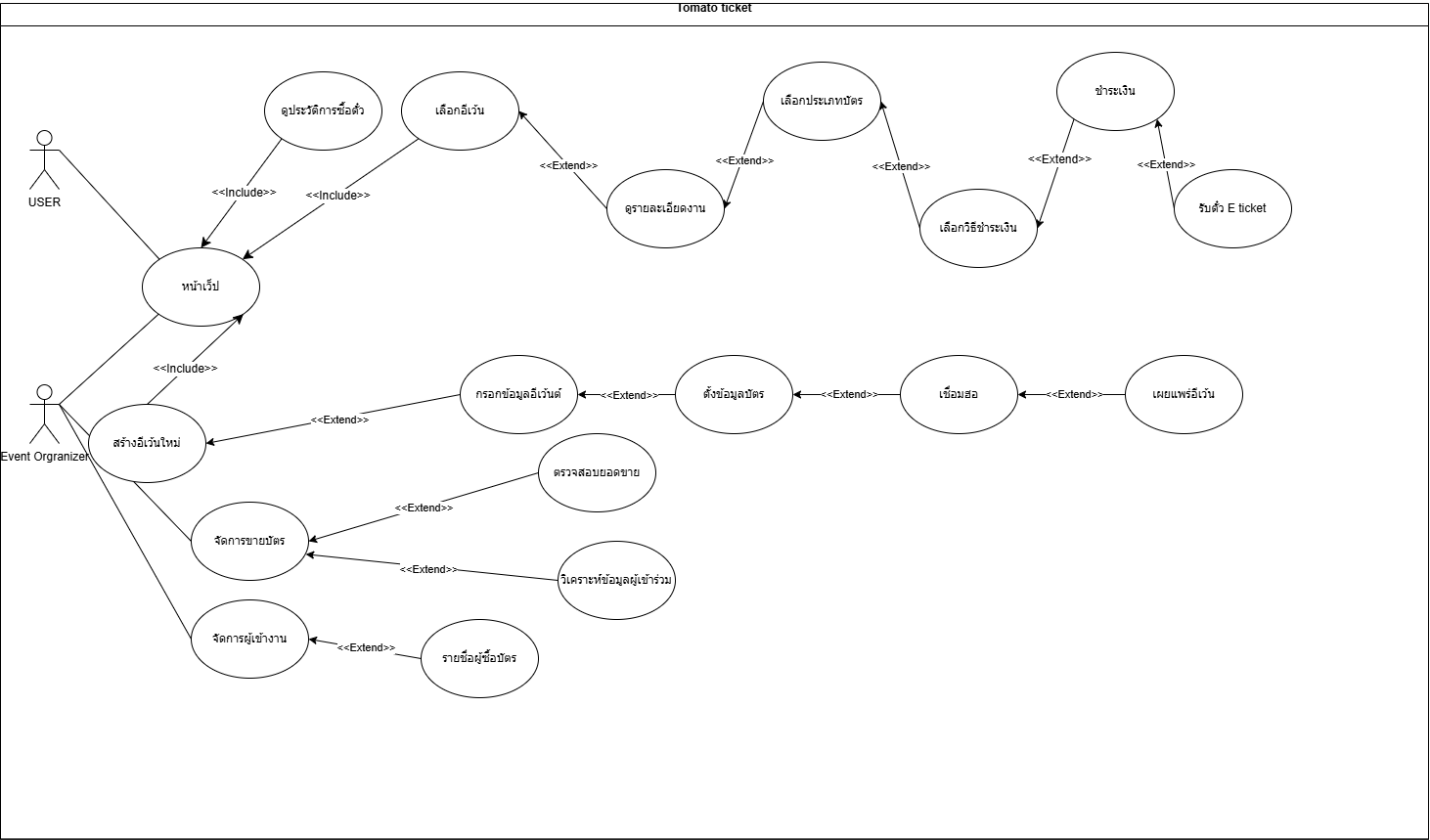 Tomato ticket
ดูประวัติการซื้อตั๋ว
เลือกอีเว้น
เลือกประเภทบัตร
ชำระเงิน
USER
<<Include>>
<<Include>>
<<Extend>>
<<Extend>>
<<Extend>>
<<Extend>>
<<Extend>>
ดูรายละเอียดงาน
เลือกวิธีชำระเงิน
รับตั๋ว E ticket
หน้าเว็ป
<<Include>>
Event Orgranizer
สร้างอีเว้นใหม่
<<Extend>>
กรอกข้อมูลอีเว้นต์
<<Extend>>
ตั้งข้อมูลบัตร
<<Extend>>
เชื่อมฮอ
<<Extend>>
เผยแพร่อีเว้น
ตรวจสอบยอดขาย
<<Extend>>
จัดการขายบัตร
<<Extend>>
วิเคราะห์ข้อมูลผู้เข้าร่วม
จัดการผู้เข้างาน
<<Extend>>
รายชื่อผู้ซื้อบัตร